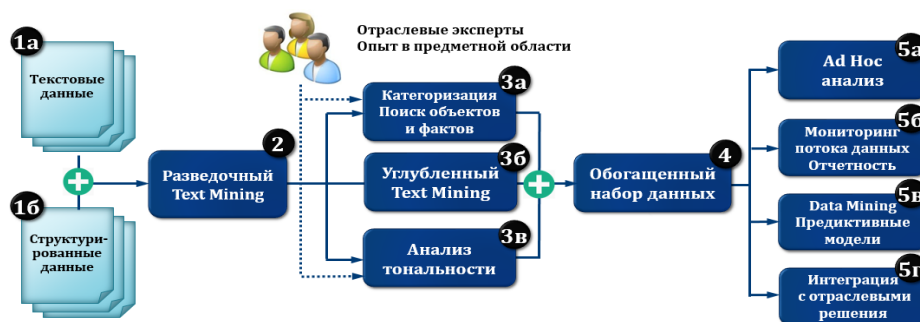 1а
Текстовые
данные
1б
Структури-
рованные
данные
2
Разведочный
Text Mining
Отраслевые эксперты
Опыт в предметной области
3а
Категоризация
Поиск объектов
и фактов
3б
Углубленный
Text Mining
3в
Анализ
тональности
4
Обогащенный
набор данных
5а
Ad Hoc
анализ
5б
Мониторинг
потока данных
Отчетность
5в
Data Mining
Предиктивные
модели
5г
Интеграция
с отраслевыми
решения